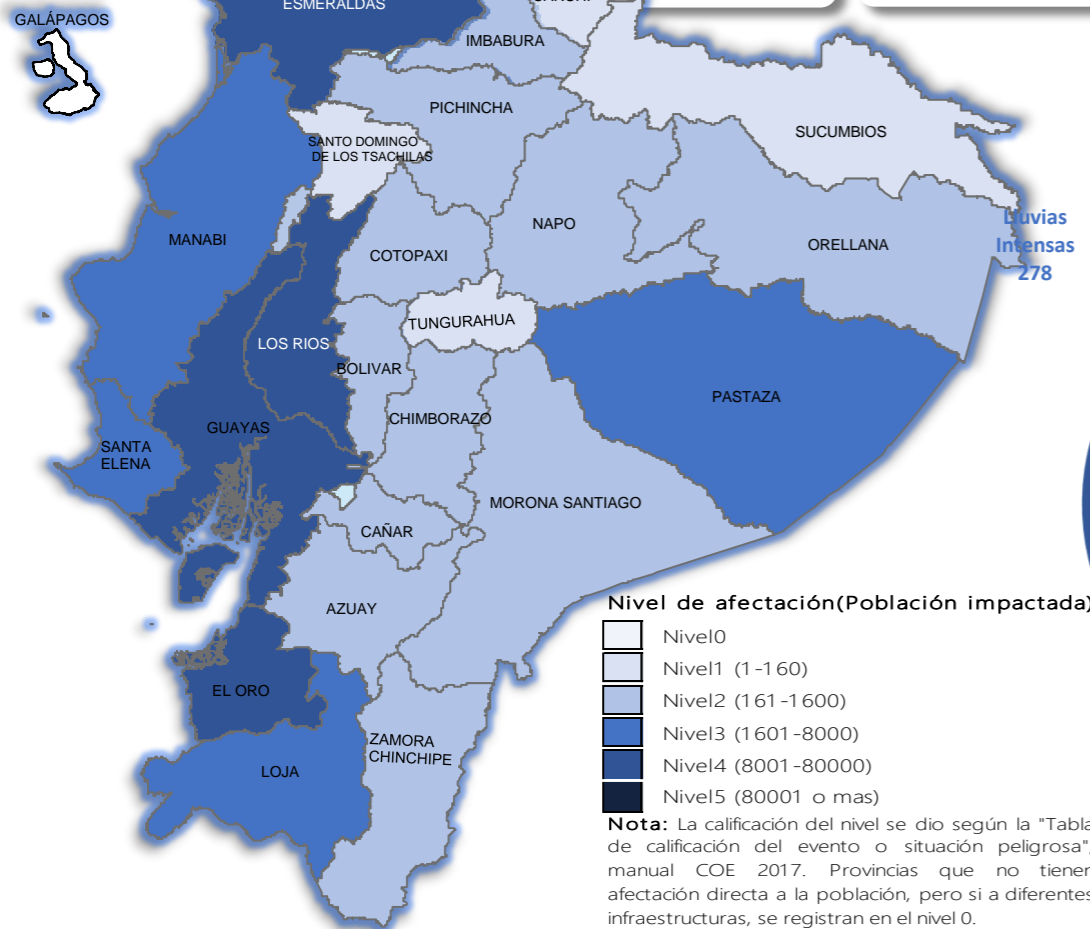 ESMERALDAS
GALÁPAGOS
IMBABURA
PICHINCHA
SUCUMBIOS
SANTO DOMINGO
DE LOS TSACHILAS
NAPO
MANABI
ORELLANA
Lluvias
Intensas
278
COTOPAXI
TUNGURAHUA
LOS RIOS
BOLIVAR
PASTAZA
CHIMBORAZO
GUAYAS
SANTA
ELENA
MORONA SANTIAGO
CAÑAR
AZUAY
EL ORO
ZAMORA
CHINCHIPE
LOJA
Nivel de afectación(Población impactada)
Nivel0
Nivel1 (1-160)
Nivel2 (161-1600)
Nivel3 (1601-8000)
Nivel4 (8001-80000)
Nivel5 (80001 o mas)
Nota: La calificación del nivel se dio según la "Tabla
de calificación del evento o situación peligrosa",
manual COE 2017. Provincias que no tienen
afectación directa a la población, pero si a diferentes
infraestructuras, se registran en el nivel 0.